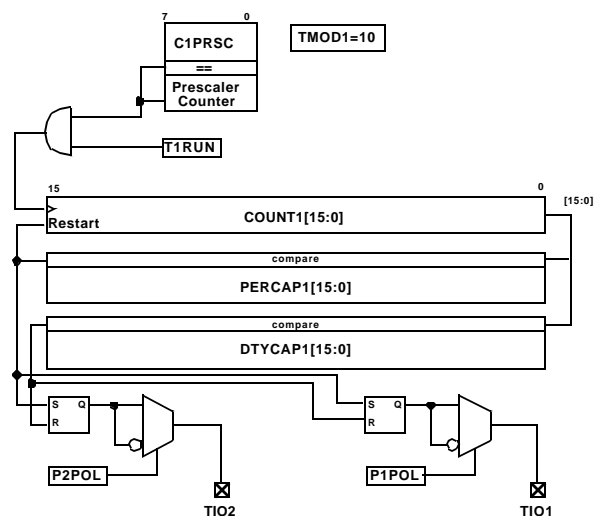 7 0
C1PRSC
TMOD1=10
==
Prescaler
Counter
T1RUN
15 0
[15:0]
Restart
COUNT1[15:0]
compare
PERCAP1[15:0]
compare
DTYCAP1[15:0]
S Q
R
S Q
R
P2POL
P1POL
TIO2
TIO1